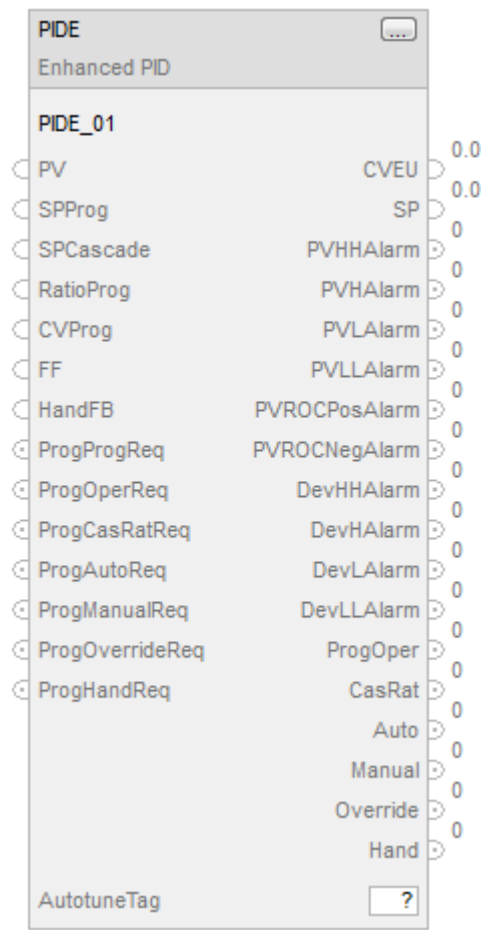 PIDE ...
Enhanced PID
PIDE_01
0.0
PV CVEU
0.0
SPProg SP
0
SPCascade PVHHAlarm
0
RatioProg PVHAlarm
0
CVProg PVLAlarm
0
FF PVLLAlarm
0
HandFB PVROCPosAlarm
0
ProgProgReq PVROCNegAlarm
0
ProgOperReq DevHHAlarm
0
ProgCasRatReq DevHAlarm
0
ProgAutoReq DevLAlarm
0
ProgManualReq DevLLAlarm
0
ProgOverrideReq ProgOper
0
ProgHandReq CasRat
0
Auto
0
Manual
0
Override
0
Hand
AutotuneTag ?